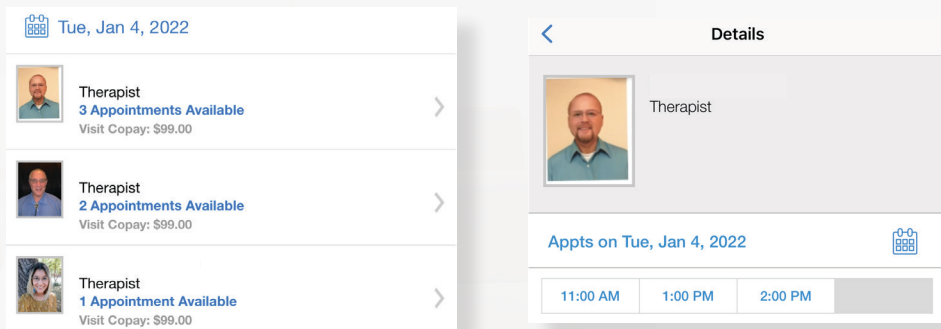 Tue, Jan 4, 2022
Therapist
3 Appointments Available
Visit Copay: $99.00
Therapist
2 Appointments Available
Visit Copay: $99.00
Therapist
1 Appointment Available
Visit Copay: $99.00
Details
Therapist
Appts on Tue, Jan 4, 2022
11:00 AM 1:00 PM 2:00 PM